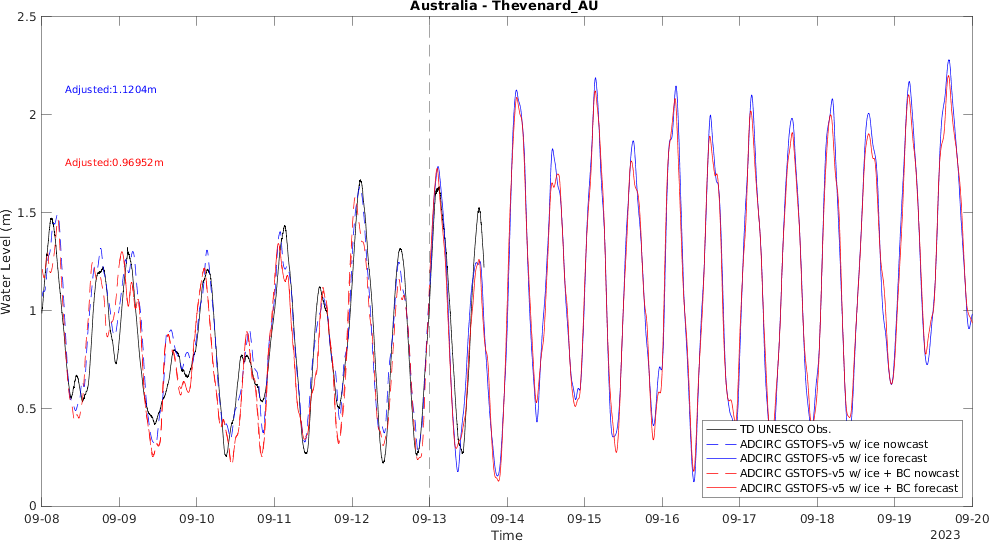 Australia - Thevenard_AU
2.5
2
1.5
1
0.5
0
Water Level (m)
Adjusted:1.1204m
Adjusted:0.96952m
TD UNESCO Obs.
ADCIRC GSTOFS-v5 w/ ice nowcast
ADCIRC GSTOFS-v5 w/ ice forecast
ADCIRC GSTOFS-v5 w/ ice + BC nowcast
ADCIRC GSTOFS-v5 w/ ice + BC forecast
09-08 09-09 09-10 09-11 09-12 09-13 09-14 09-15 09-16 09-17 09-18 09-19 09-20
Time
2023